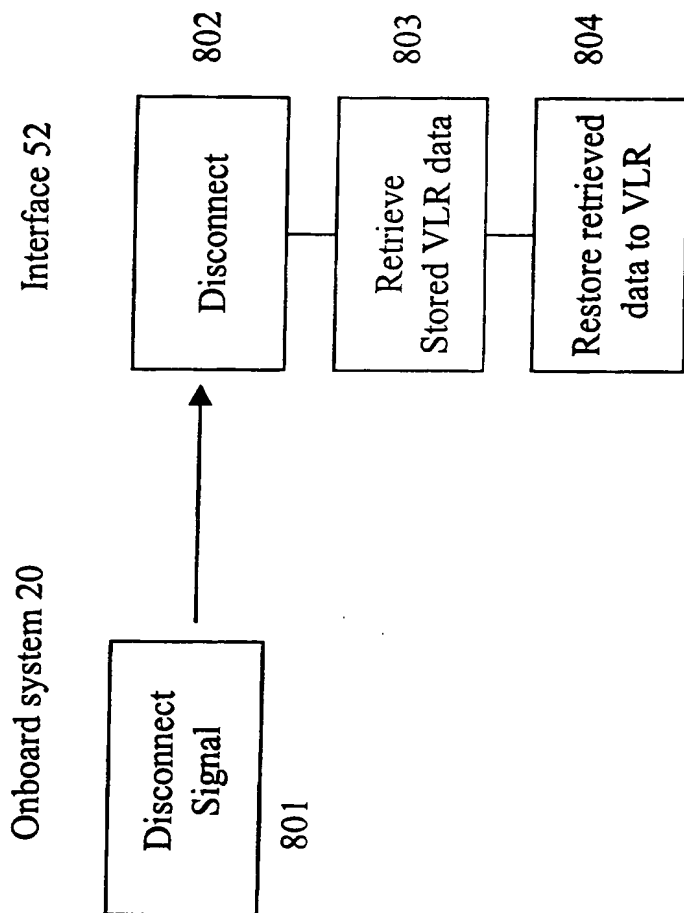 Onboard system 20
Interface 52
Disconnect
Signal
801
Disconnect
802
Retrieve
Stored VLR data
803
Restore retrieved
data to VLR
804